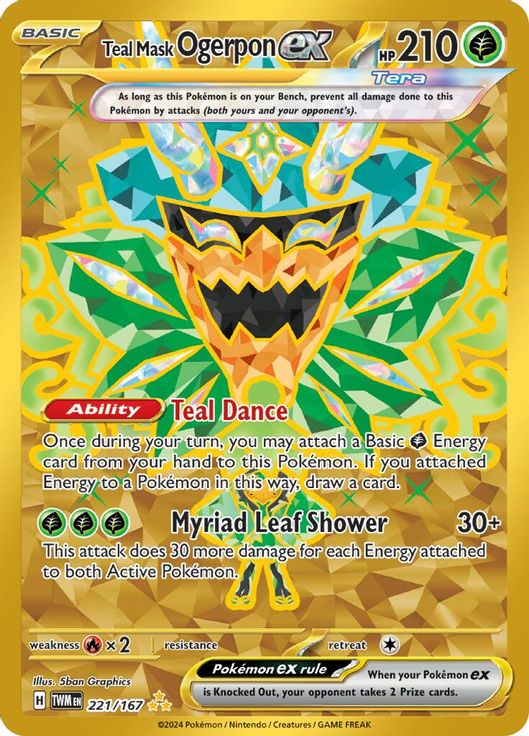 BASIC
Teal Mask Ogerpon ex HP 210
Tera
As long as this Pokémon is on your Bench, prevent all damage done to this
Pokémon by attacks (both yours and your opponent's).
Ability Teal Dance
Once during your turn, you may attach a Basic Energy
card from your hand to this Pokémon. If you attached
Energy to a Pokémon in this way, draw a card.
Myriad Leaf Shower 30+
This attack does 30 more damage for each Energy attached
to both Active Pokémon.
weakness ×2 resistance retreat
Illus. 5ban Graphics
Pokémon ex rule
When your Pokémon ex
is Knocked Out, your opponent takes 2 Prize cards.
H TWM EN 221/167
©2024 Pokémon / Nintendo / Creatures / GAME FREAK